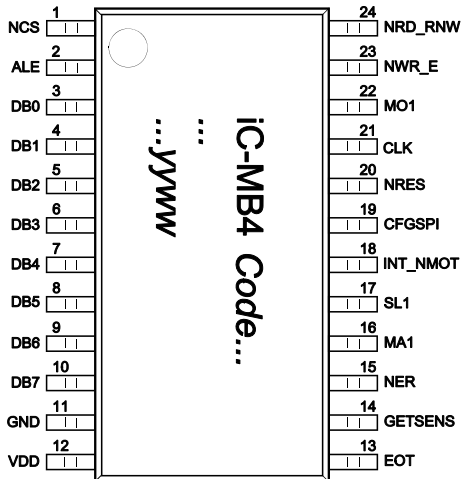 1 24
NCS NRD_RNW
2 23
ALE NWR_E
3 22
DB0 MO1
4 21
DB1 CLK
5 20
DB2 NRES
6 19
DB3 CFGSPI
7 18
DB4 INT_NMOT
8 17
DB5 SL1
9 16
DB6 MA1
10 15
DB7 NER
11 14
GND GETSENS
12 13
VDD EOT
iC-MB4 Code...
...
...yyww